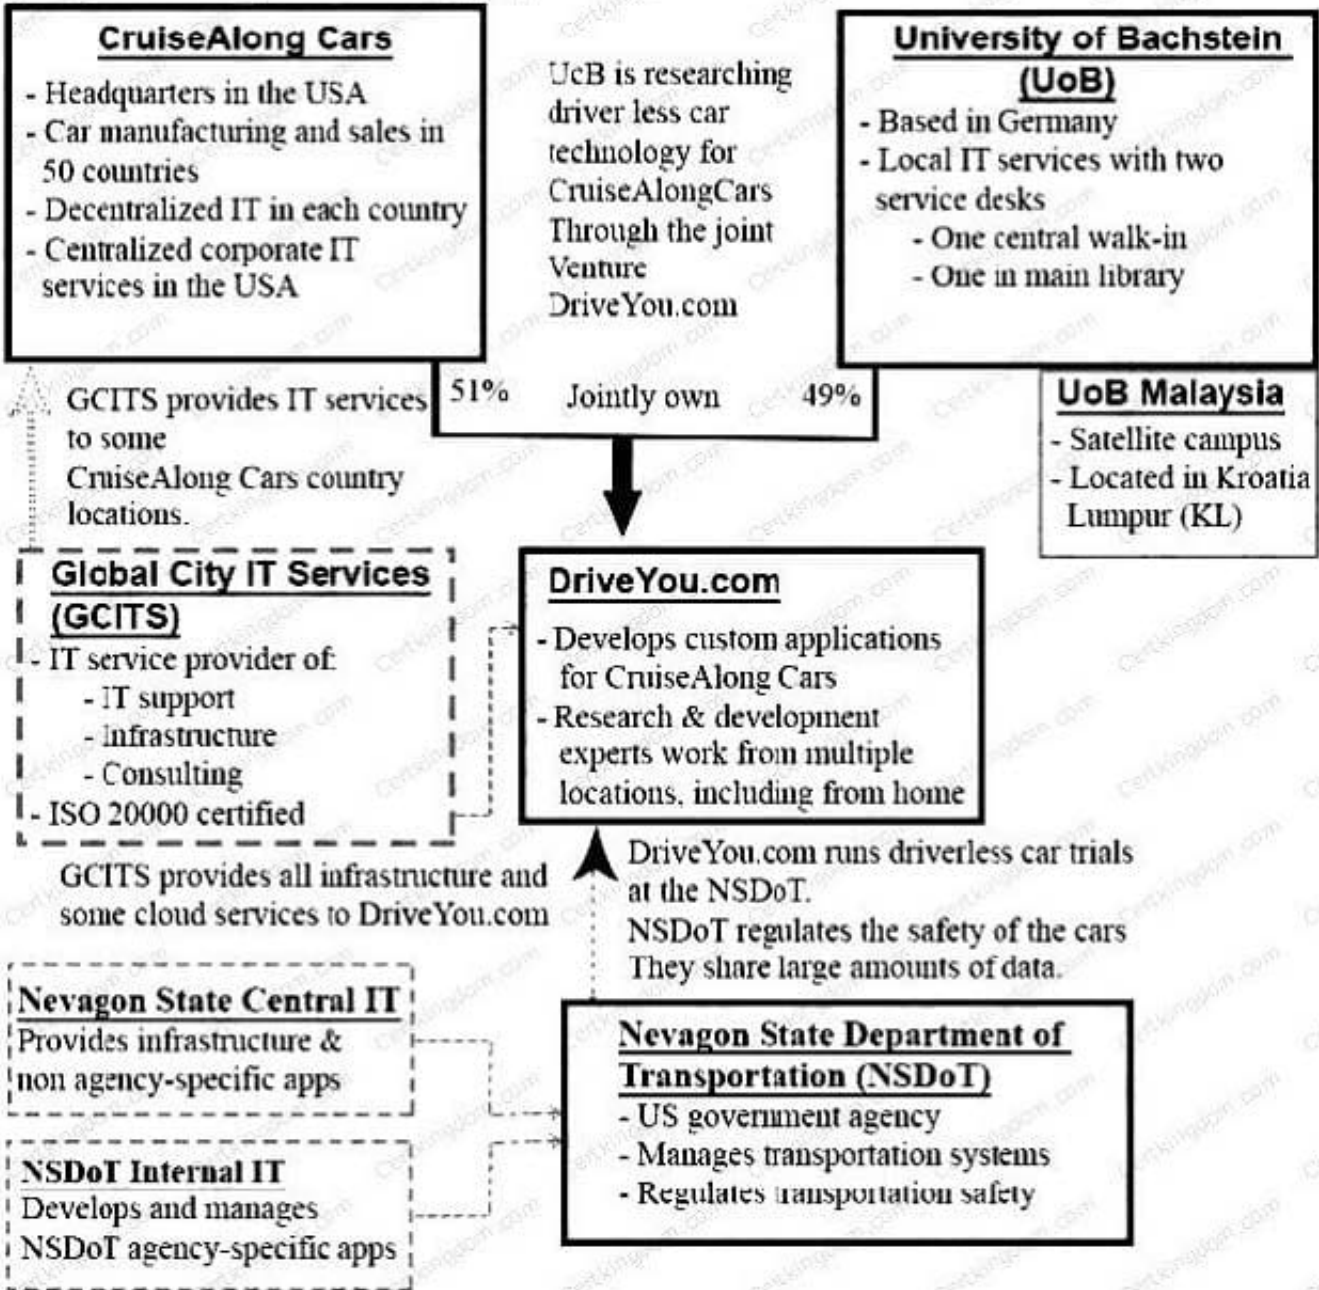 CruiseAlong Cars
- Headquarters in the USA
- Car manufacturing and sales in
50 countries
- Decentralized IT in each country
- Centralized corporate IT
services in the USA
UcB is researching
driver less car
technology for
CruiseAlongCars
Through the joint
Venture
DriveYou.com
University of Bachstein
(UoB)
- Based in Germany
- Local IT services with two
service desks
- One central walk-in
- One in main library
51% Jointly own 49%
UoB Malaysia
- Satellite campus
- Located in Kroatia
Lumpur (KL)
GCITS provides IT services
to some
CruiseAlong Cars country
locations.
Global City IT Services
(GCITS)
- IT service provider of:
- IT support
- Infrastructure
- Consulting
- ISO 20000 certified
DriveYou.com
- Develops custom applications
for CruiseAlong Cars
- Research & development
experts work from multiple
locations, including from home
GCITS provides all infrastructure and
some cloud services to DriveYou.com
DriveYou.com runs driverless car trials
at the NSDoT.
NSDoT regulates the safety of the cars
They share large amounts of data.
Nevagon State Central IT
Provides infrastructure &
non agency-specific apps
NSDoT Internal IT
Develops and manages
NSDoT agency-specific apps
Nevagon State Department of
Transportation (NSDoT)
- US government agency
- Manages transportation systems
- Regulates transportation safety
Certkingdom.com